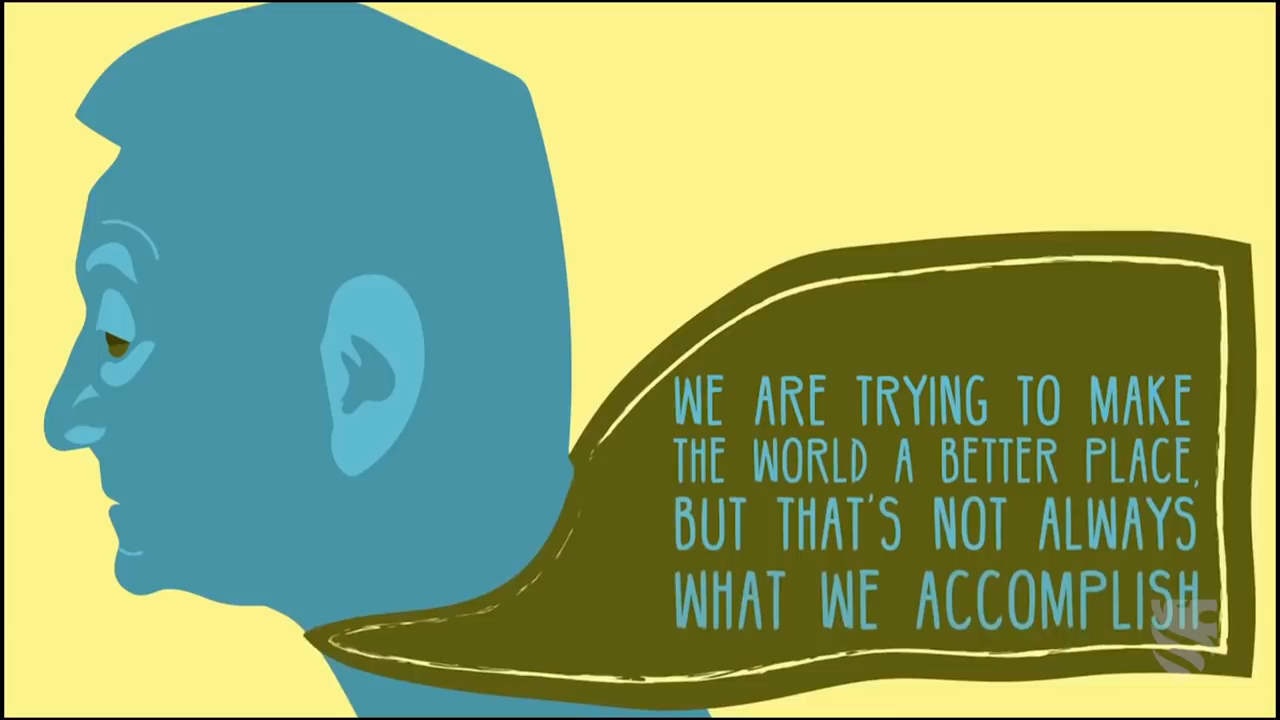 WE ARE TRYING TO MAKE
THE WORLD A BETTER PLACE,
BUT THAT'S NOT ALWAYS
WHAT WE ACCOMPLISH